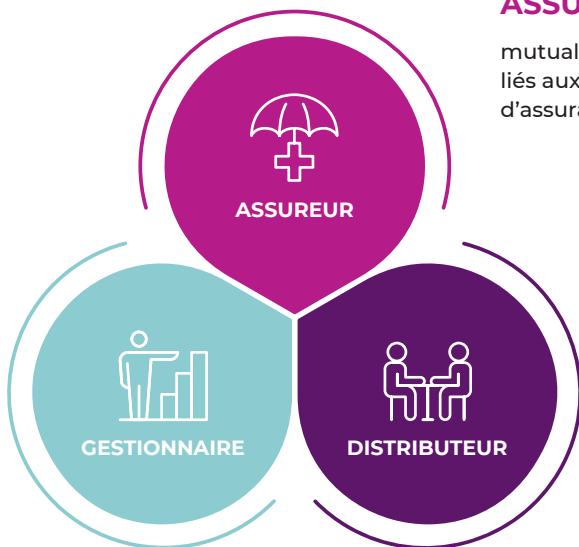 ASSU
mutual
liés aux
d’assura
ASSUREUR
GESTIONNAIRE
DISTRIBUTEUR